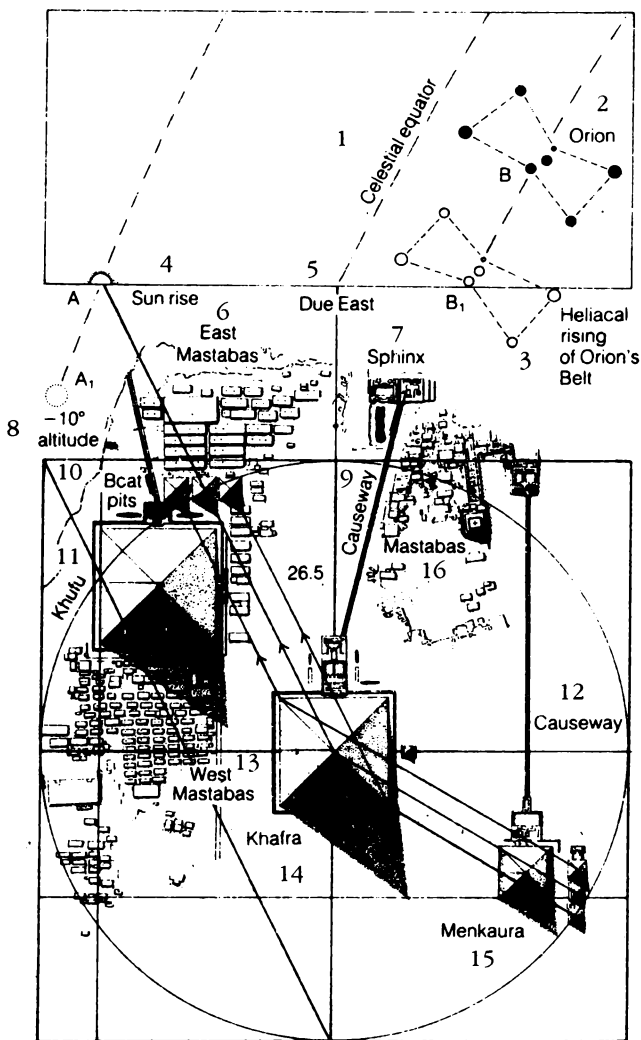 1
Celestial equator
2
Orion
B
4
5
A
Sun rise
Due East
B1
Heliacal
rising
of Orion's
Belt
3
6
East
Mastabas
7
Sphinx
A1
8
−10°
altitude
10
Bcat
pits
9
Causeway
11
Khufu
Mastabas
16
26.5
12
Causeway
13
West
Mastabas
Khafra
14
Menkaura
15